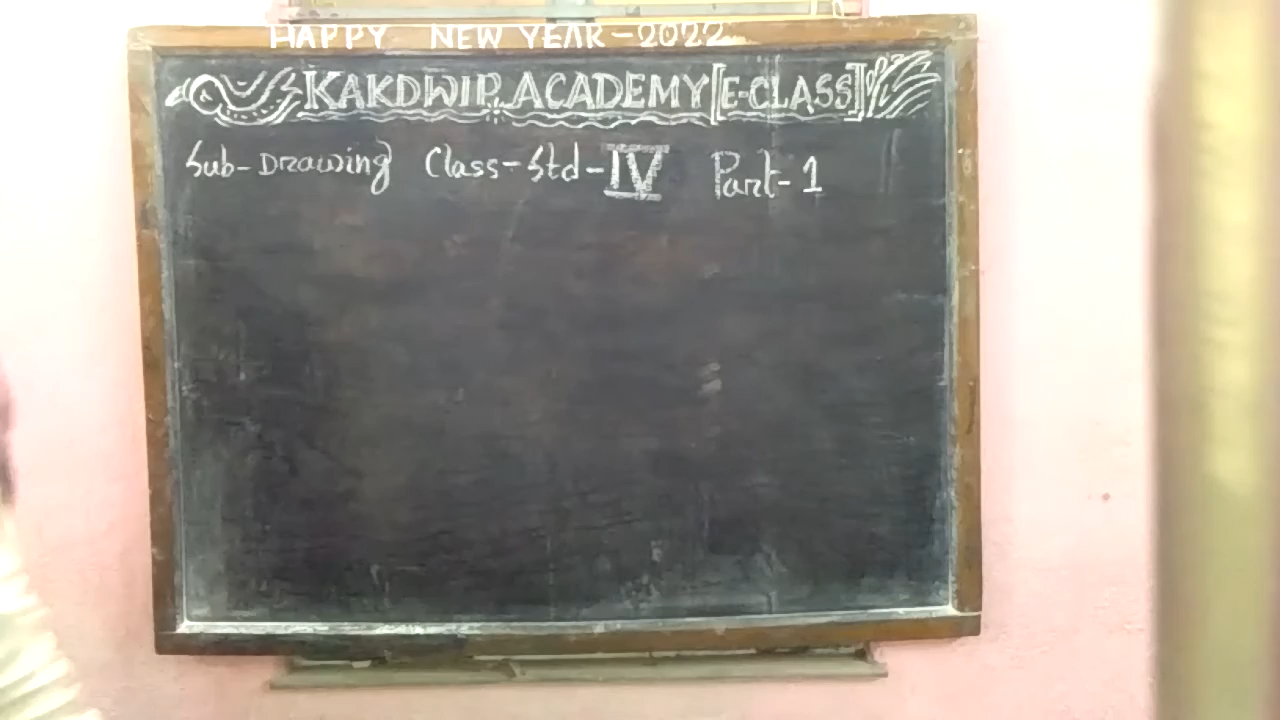 HAPPY NEW YEAR-2022
KAKDWIP ACADEMY [E-CLASS]
Sub-Drawing Class-Std-IV Part-1